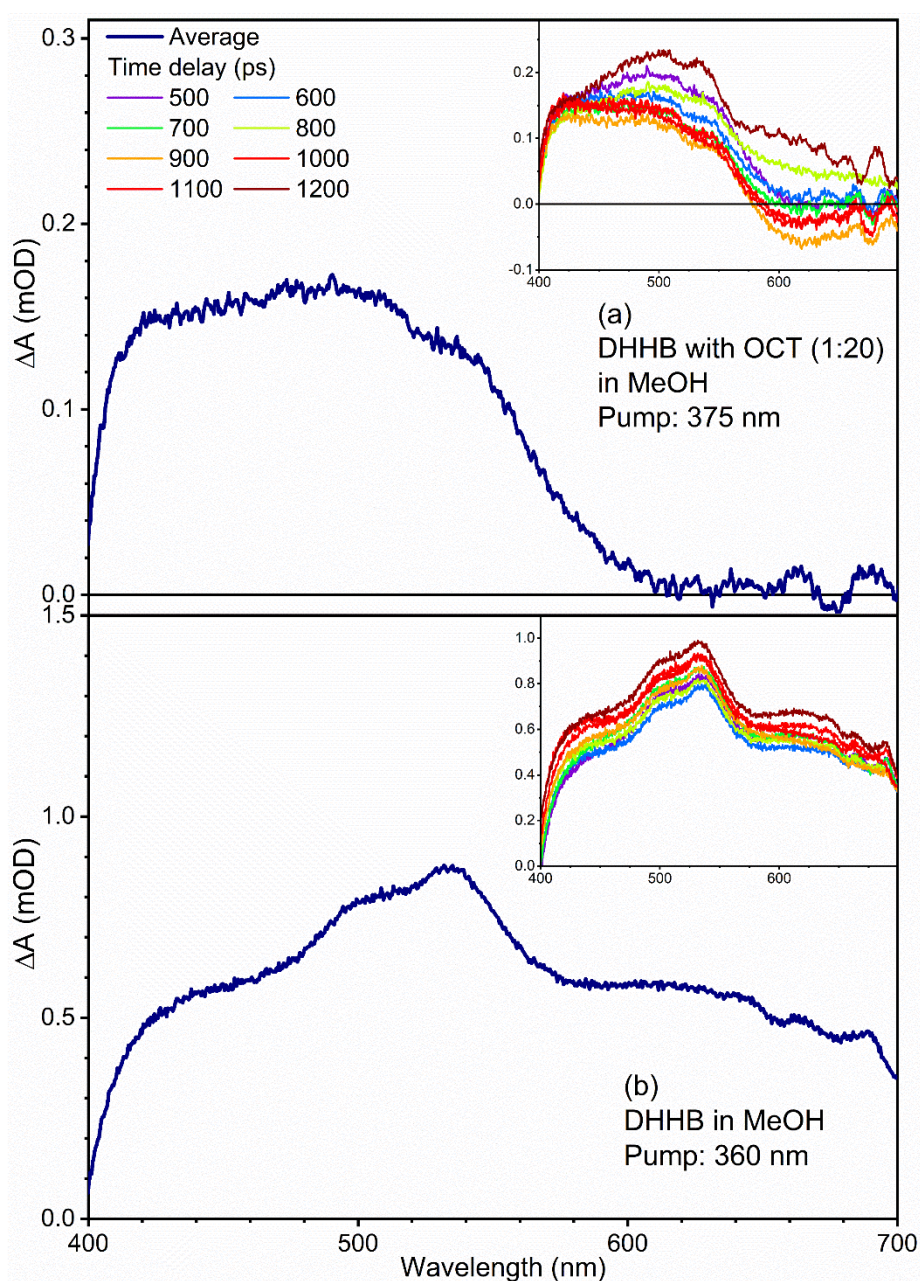 0.3
0.2
0.1
0.0
ΔA (mOD)
Average
Time delay (ps)
500 600
700 800
900 1000
1100 1200
0.2
0.1
0.0
-0.1
400 500 600
(a)
DHHB with OCT (1:20)
in MeOH
Pump: 375 nm
1.5
1.0
0.5
0.0
ΔA (mOD)
1.0
0.8
0.6
0.4
0.2
0.0
400 500 600
(b)
DHHB in MeOH
Pump: 360 nm
400 500 600 700
Wavelength (nm)